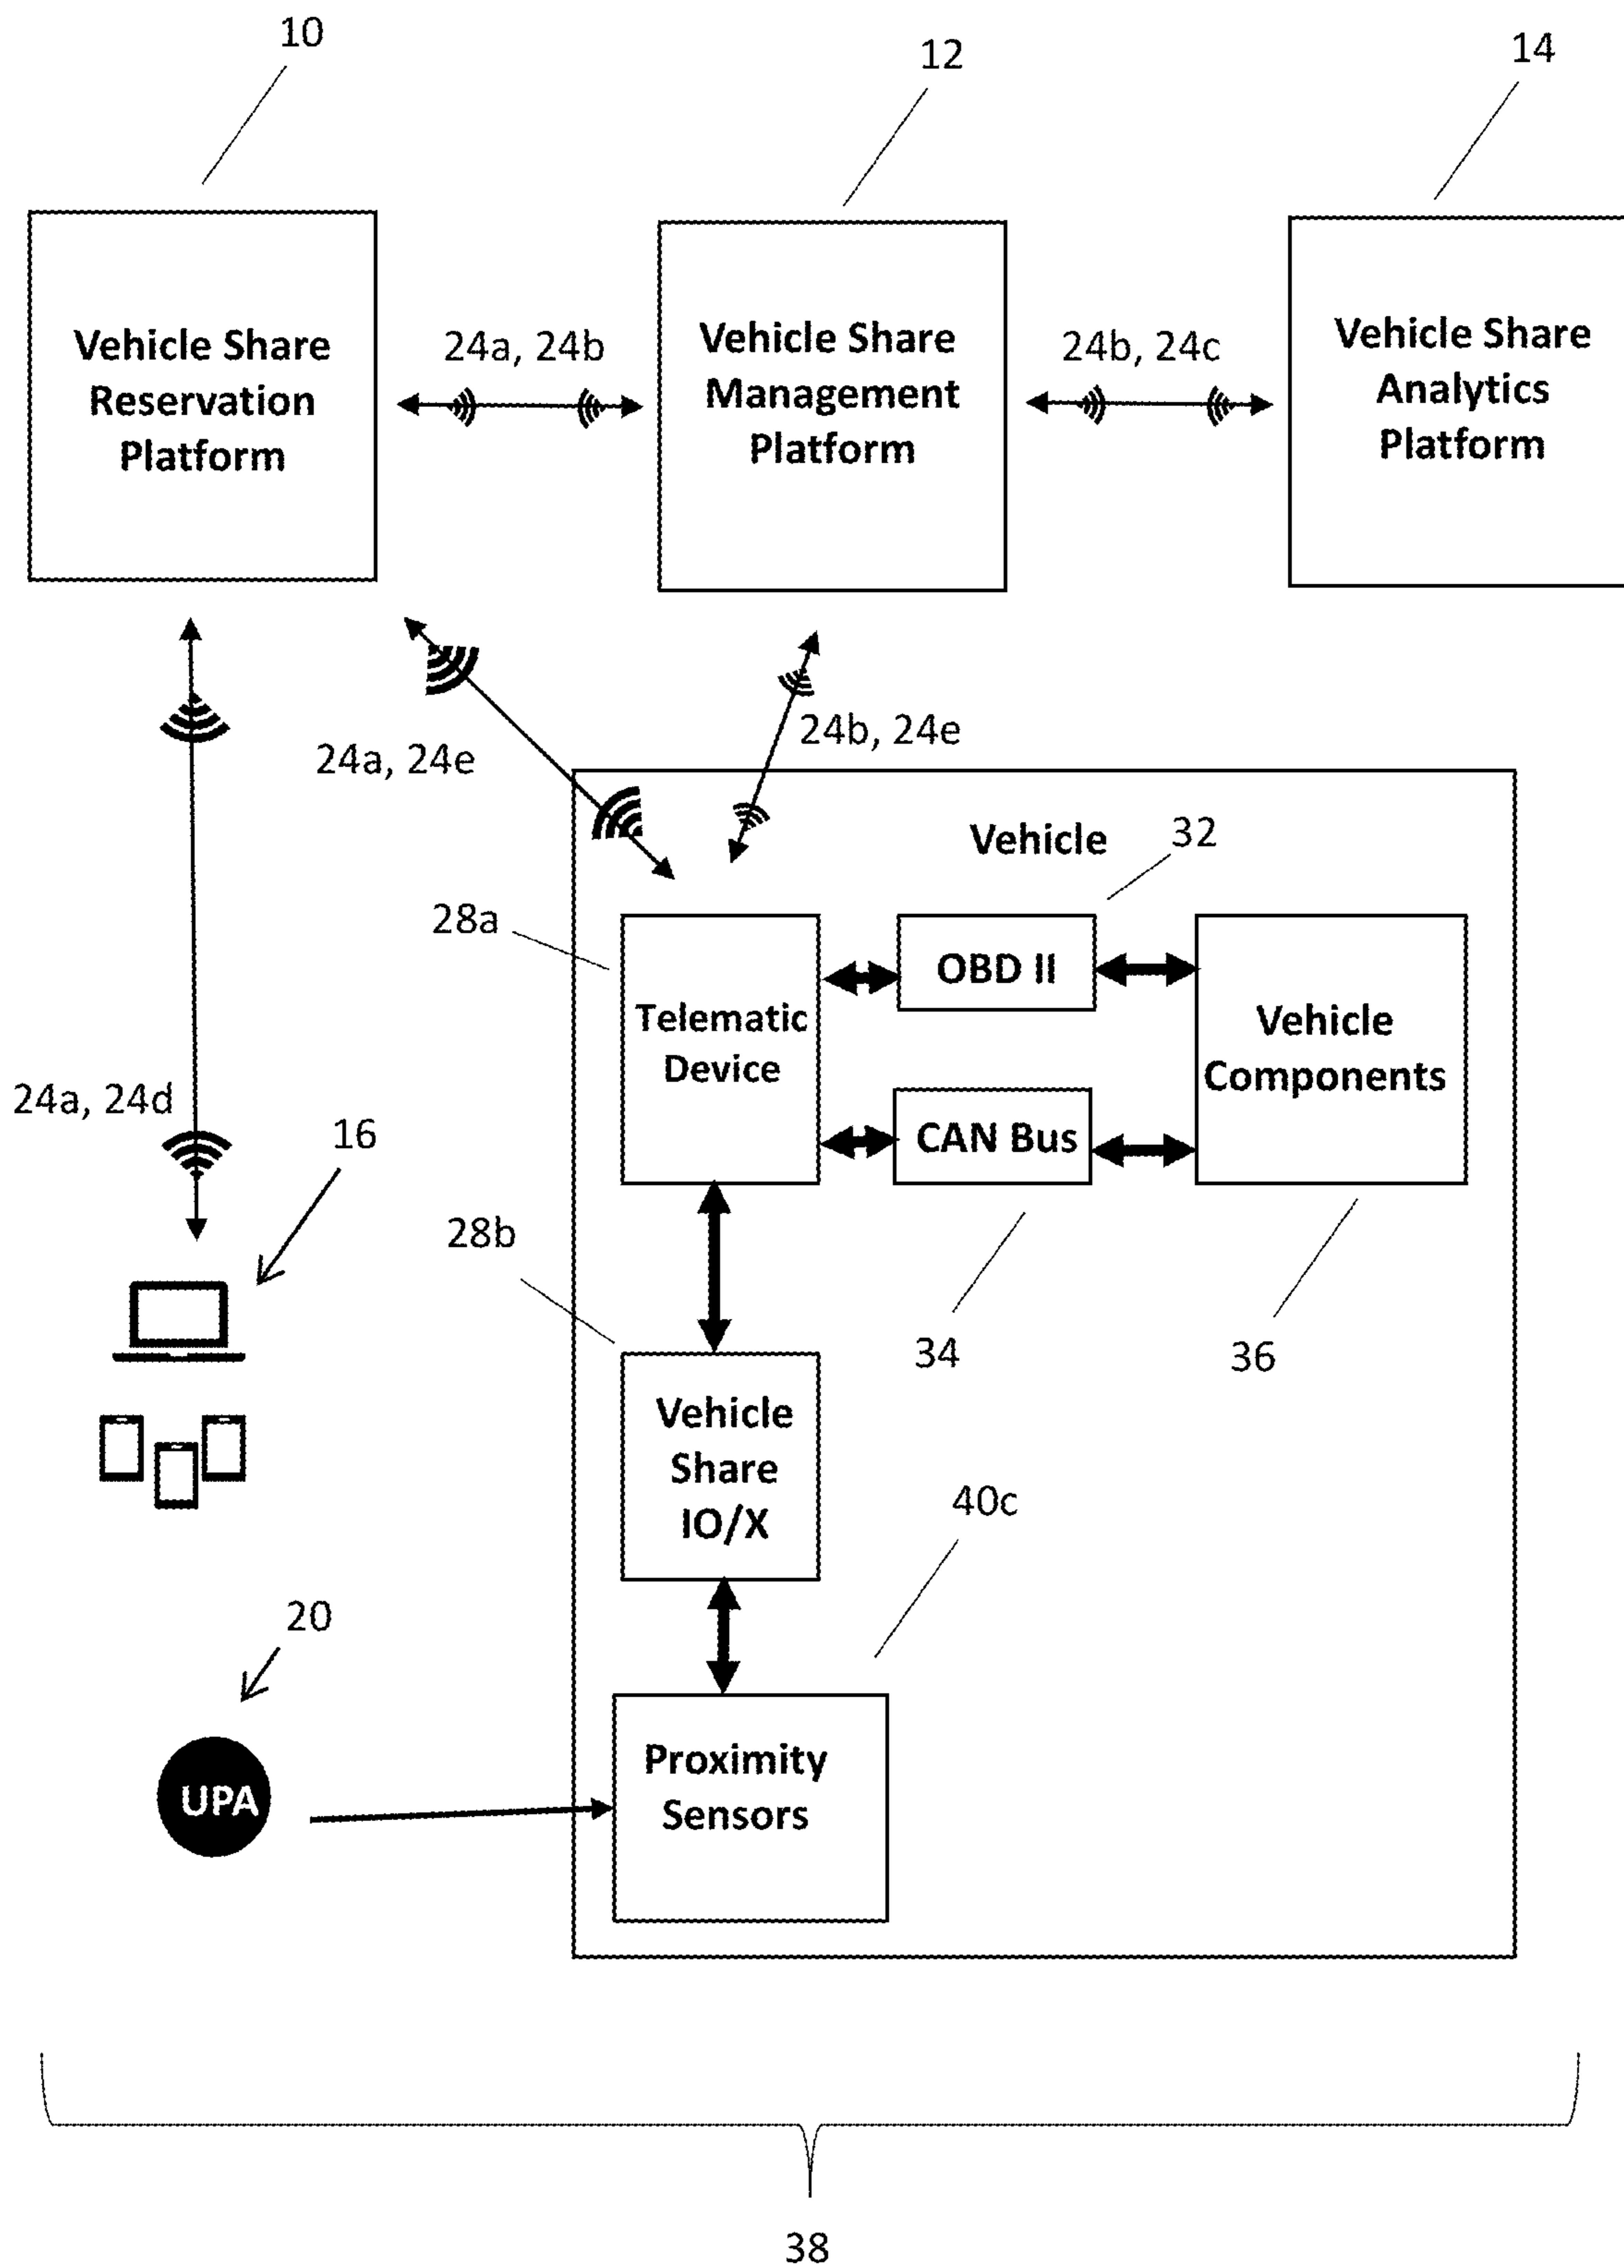 10
12
14
Vehicle Share
Reservation
Platform
24a, 24b
Vehicle Share
Management
Platform
24b, 24c
Vehicle Share
Analytics
Platform
24a, 24e
24b, 24e
Vehicle
32
28a
Telematic
Device
OBD II
Vehicle
Components
CAN Bus
24a, 24d
16
28b
34
36
Vehicle
Share
IO/X
40c
20
UPA
Proximity
Sensors
38